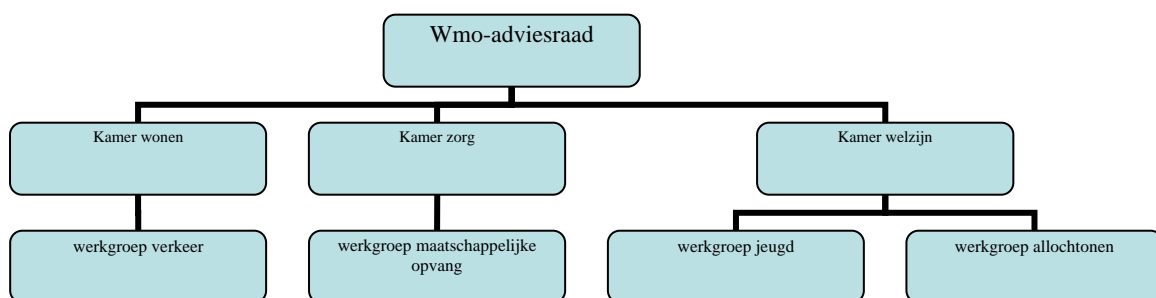 Wmo-adviesraad
Kamer wonen
Kamer zorg
Kamer welzijn
werkgroep verkeer
werkgroep maatschappelijke
opvang
werkgroep jeugd
werkgroep allochtonen